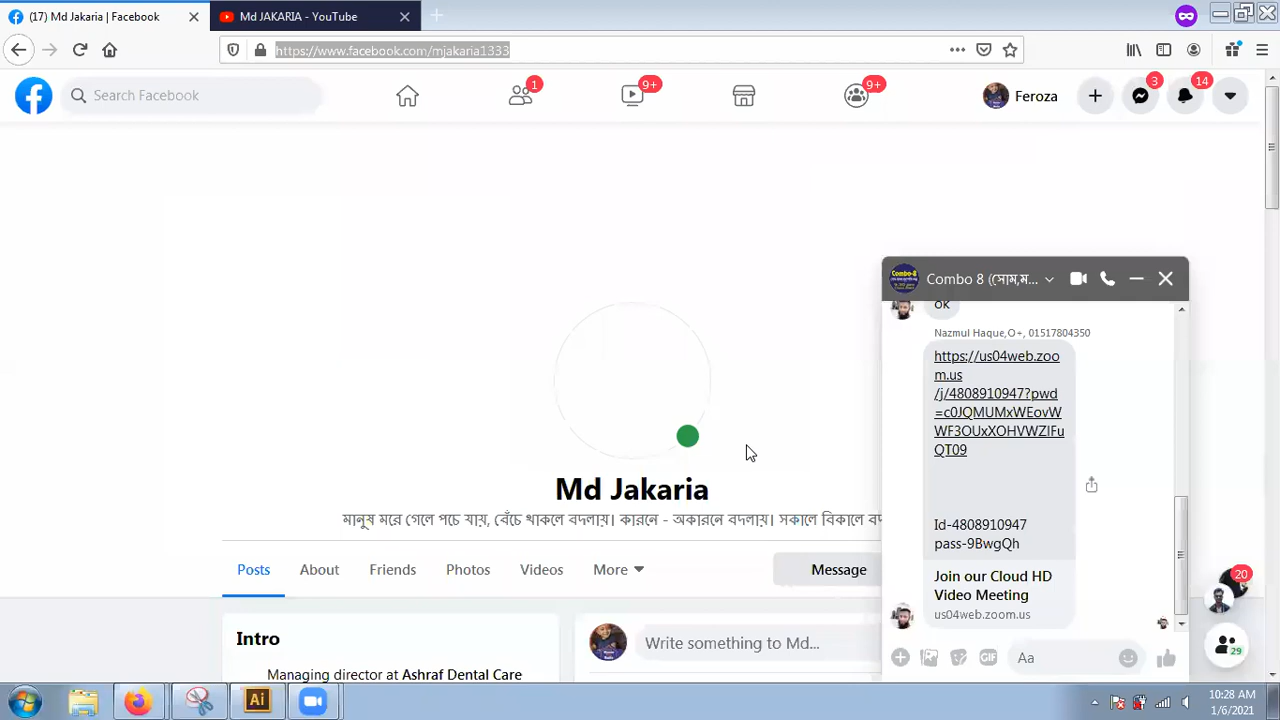 (17) Md Jakaria | Facebook
Md JAKARIA - YouTube
https://www.facebook.com/mjakaria1333
Search Facebook
1
9+
9+
Feroza
3
14
Combo 8 (সোম,ম...
ok
Nazmul Haque,O+, 01517804350
https://us04web.zoo
m.us
/j/4808910947?pwd
=c0JQMUMxWEovW
WF3OUxXOHVWZIFu
QT09
Id-4808910947
pass-9BwgQh
Join our Cloud HD
Video Meeting
us04web.zoom.us
Aa
20
29
Md Jakaria
মানুষ মরে গেলে পচে যায়, বেঁচে থাকলে বদলায়। কারনে - অকারনে বদলায়। সকালে বিকালে বদ
Posts
About
Friends
Photos
Videos
More
Message
Intro
Managing director at Ashraf Dental Care
Write something to Md...
GIF
Ai
10:28 AM
1/6/2021